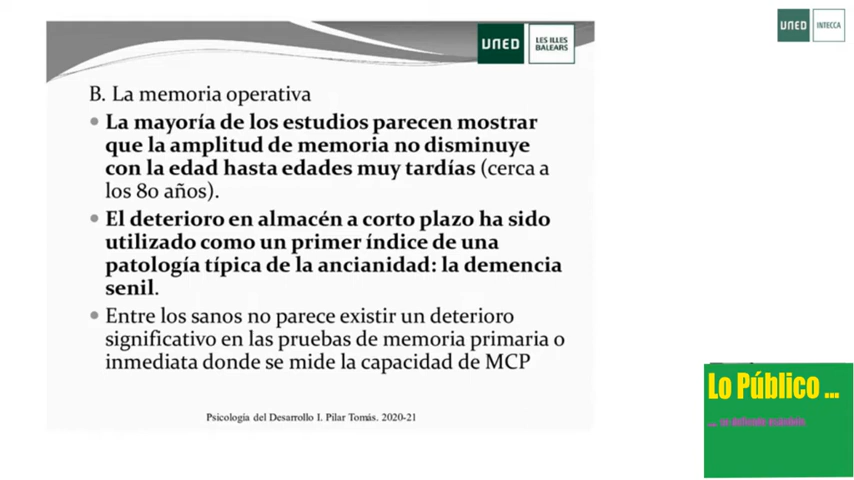 UNED
LES ILLES
BALEARS
UNED
INTECCA
B. La memoria operativa
• La mayoría de los estudios parecen mostrar
que la amplitud de memoria no disminuye
con la edad hasta edades muy tardías (cerca a
los 80 años).
• El deterioro en almacén a corto plazo ha sido
utilizado como un primer índice de una
patología típica de la ancianidad: la demencia
senil.
• Entre los sanos no parece existir un deterioro
significativo en las pruebas de memoria primaria o
inmediata donde se mide la capacidad de MCP
Psicología del Desarrollo I. Pilar Tomás. 2020-21
Lo Público ...